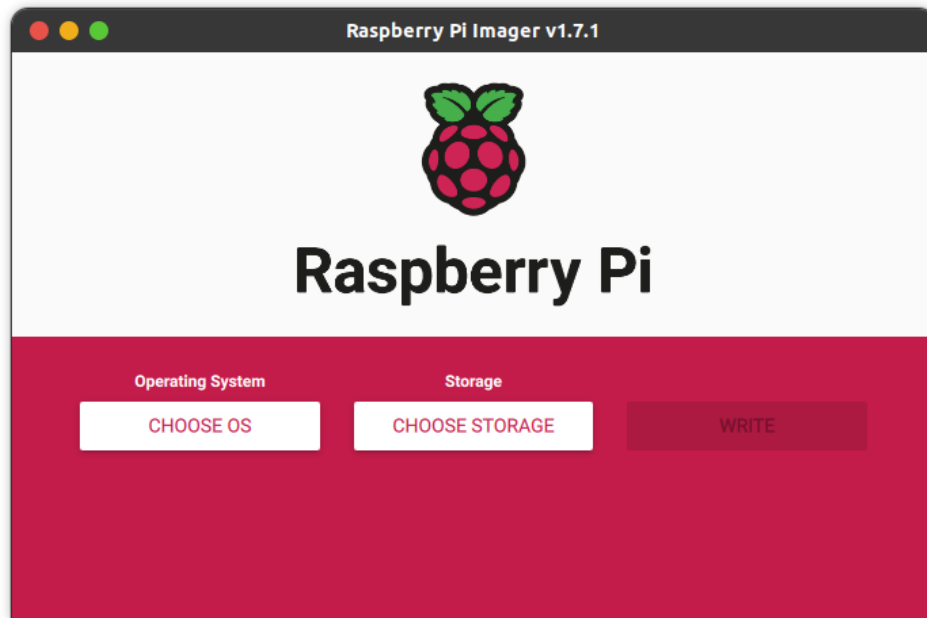 Raspberry Pi Imager v1.7.1
Raspberry Pi
Operating System
Storage
CHOOSE OS
CHOOSE STORAGE
WRITE